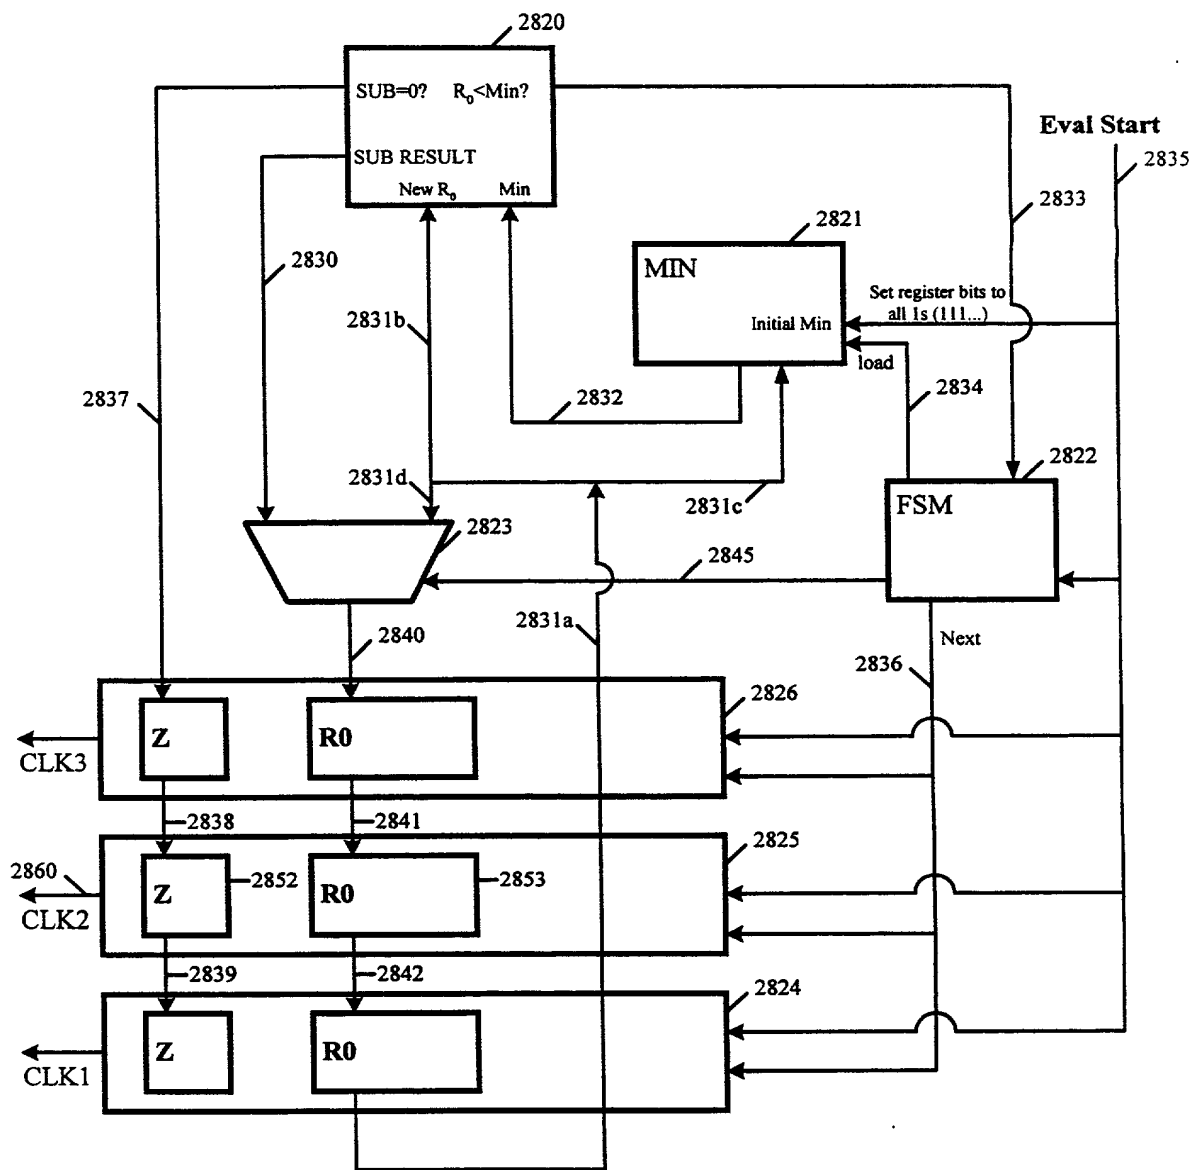 2820
SUB=0? R0<Min?
SUB RESULT
New R0 Min
Eval Start
2835
2833
2821
MIN
Initial Min
Set register bits to
all 1s (111...)
load
2830
2831b
2837
2832
2834
2831d
2831c
2822
FSM
2823
2845
2831a
2840
Next
2836
2826
Z
R0
CLK3
2838
2841
2825
2860
Z
2852
R0
2853
CLK2
2839
2842
2824
Z
R0
CLK1